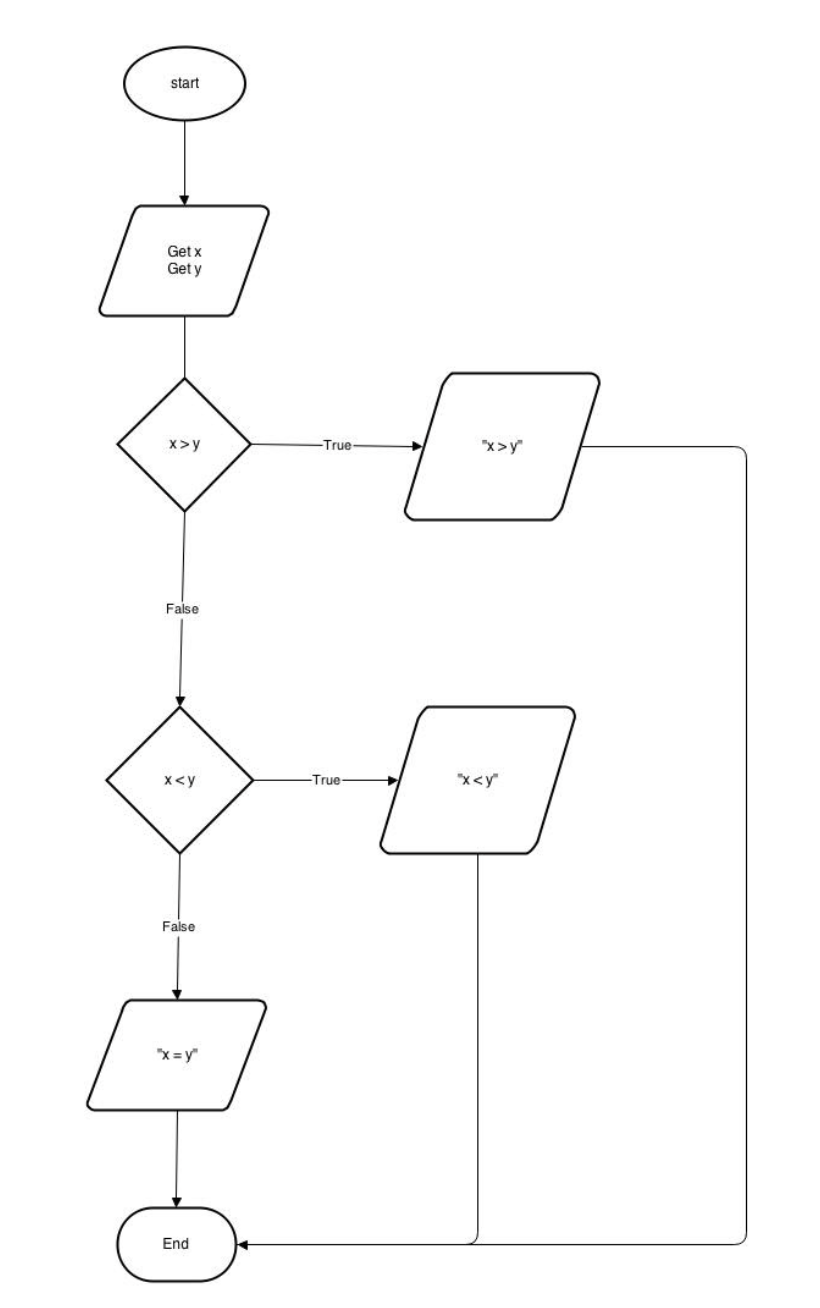 start
Get x
Get y
x > y
True
"x > y"
False
x < y
True
"x < y"
False
"x = y"
End